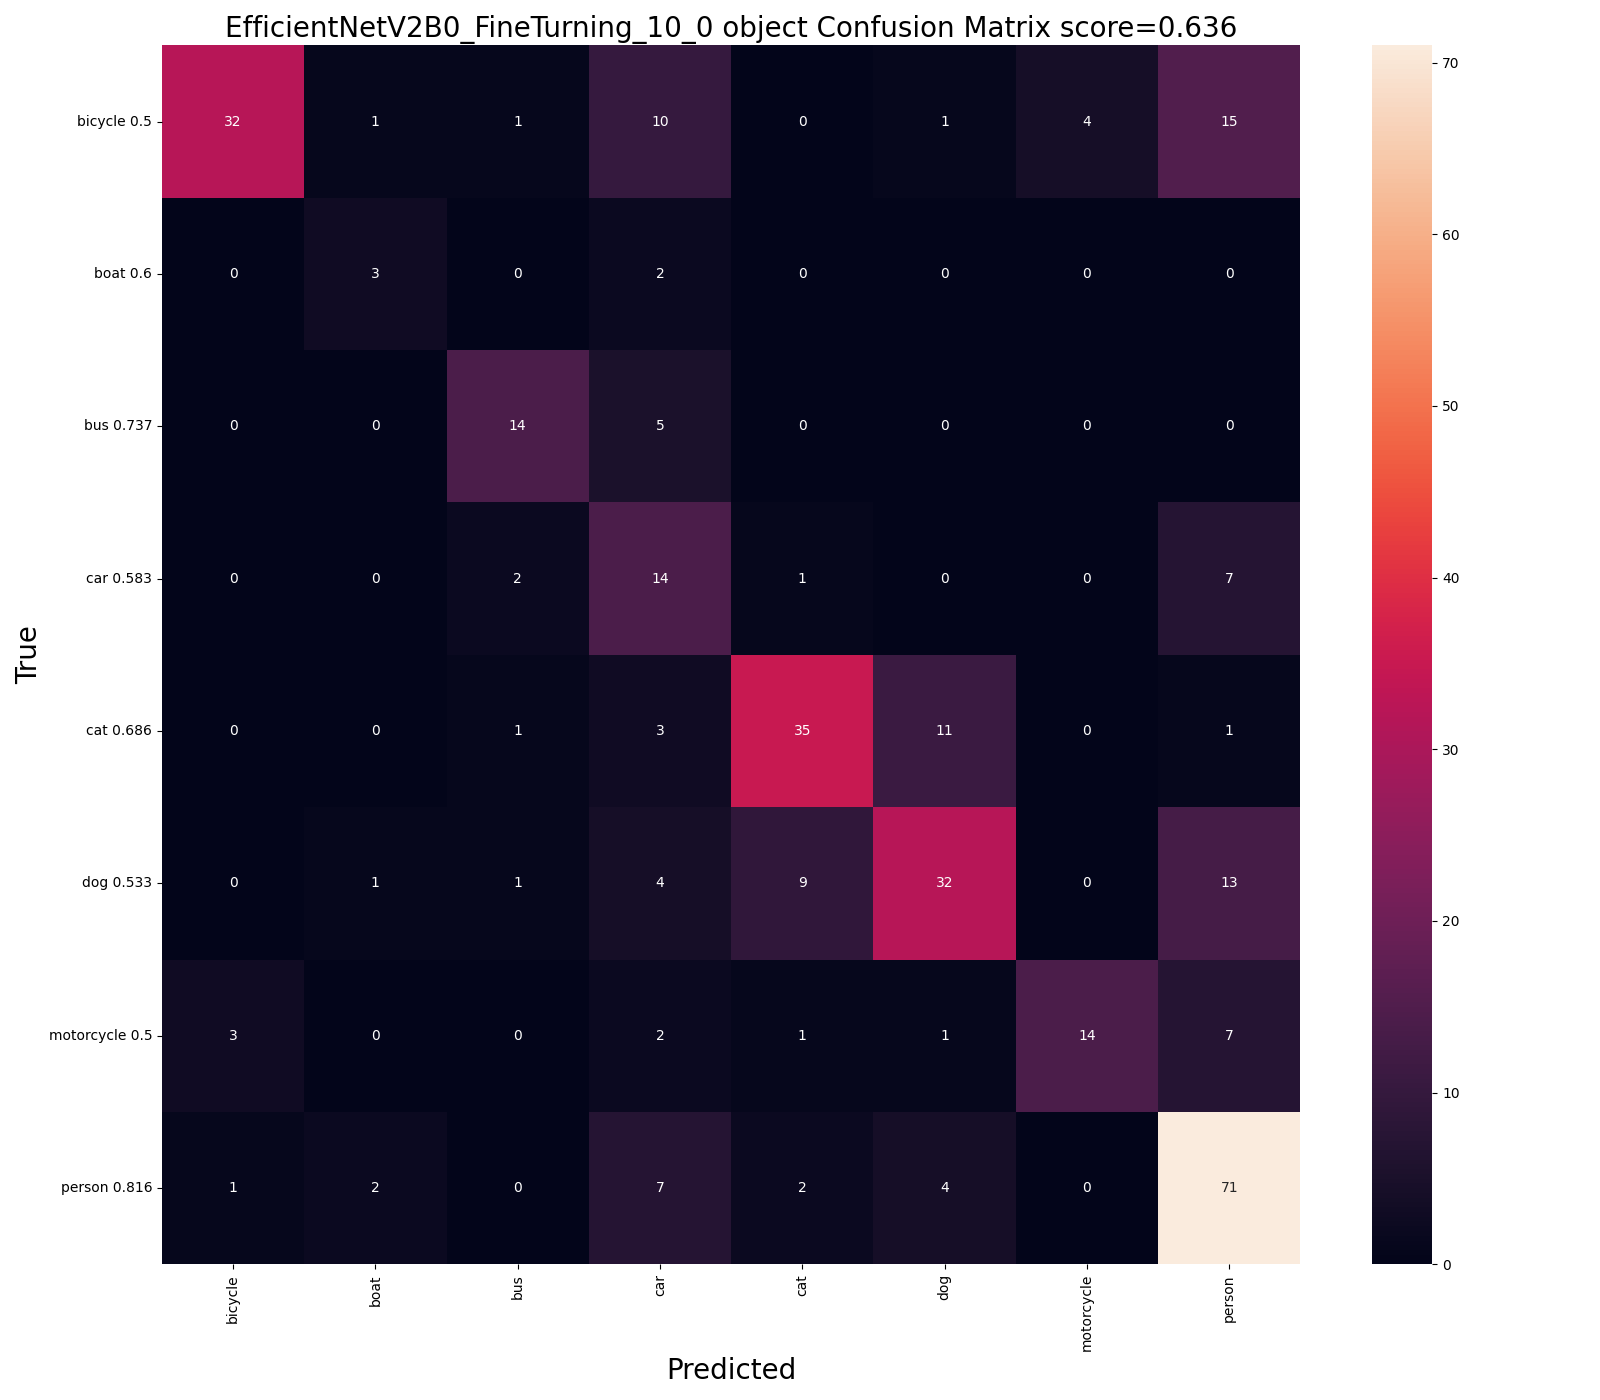 EfficientNetV2B0_FineTurning_10_0 object Confusion Matrix score=0.636
True
bicycle 0.5 32 1 1 10 0 1 4 15
boat 0.6 0 3 0 2 0 0 0 0
bus 0.737 0 0 14 5 0 0 0 0
car 0.583 0 0 2 14 1 0 0 7
cat 0.686 0 0 1 3 35 11 0 1
dog 0.533 0 1 1 4 9 32 0 13
motorcycle 0.5 3 0 0 2 1 1 14 7
person 0.816 1 2 0 7 2 4 0 71
bicycle boat bus car cat dog motorcycle person
Predicted
70
60
50
40
30
20
10
0